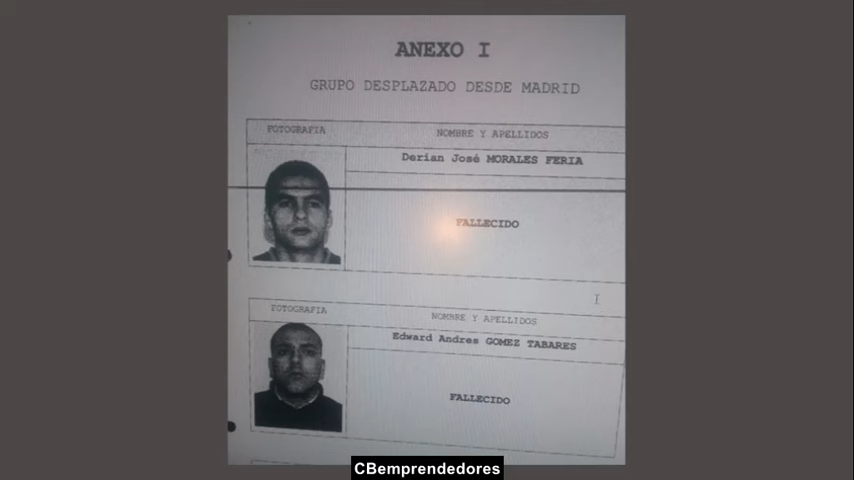 ANEXO I
GRUPO DESPLAZADO DESDE MADRID
FOTOGRAFIA
NOMBRE Y APELLIDOS
Derian José MORALES FERIA
FALLECIDO
FOTOGRAFIA
NOMBRE Y APELLIDOS
Edward Andres GOMEZ TABARES
FALLECIDO
CBemprendedores